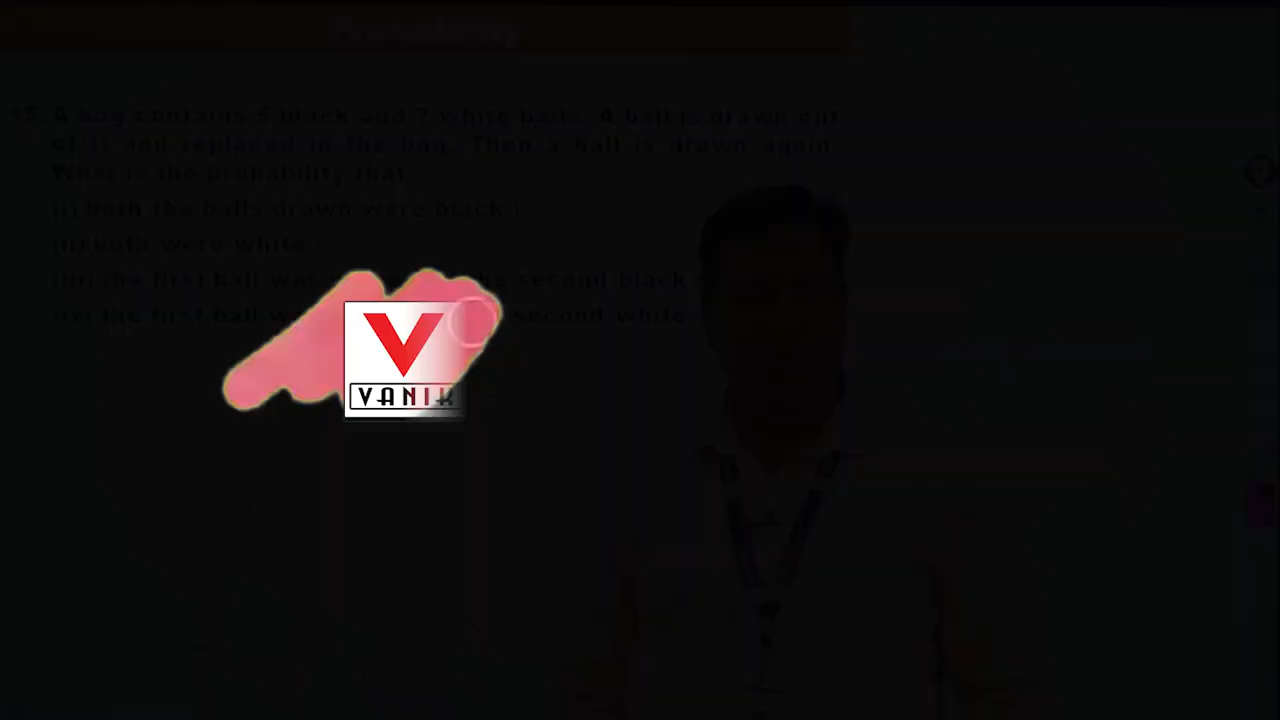 Probability
15. A bag contains 5 black and 7 white balls. A ball is drawn out
of it and replaced in the bag. Then a ball is drawn again.
What is the probability that
(i) both the balls drawn were black ;
(ii) both were white ;
(iii) the first ball was the second black
(iv) the first ball second white
VANIK